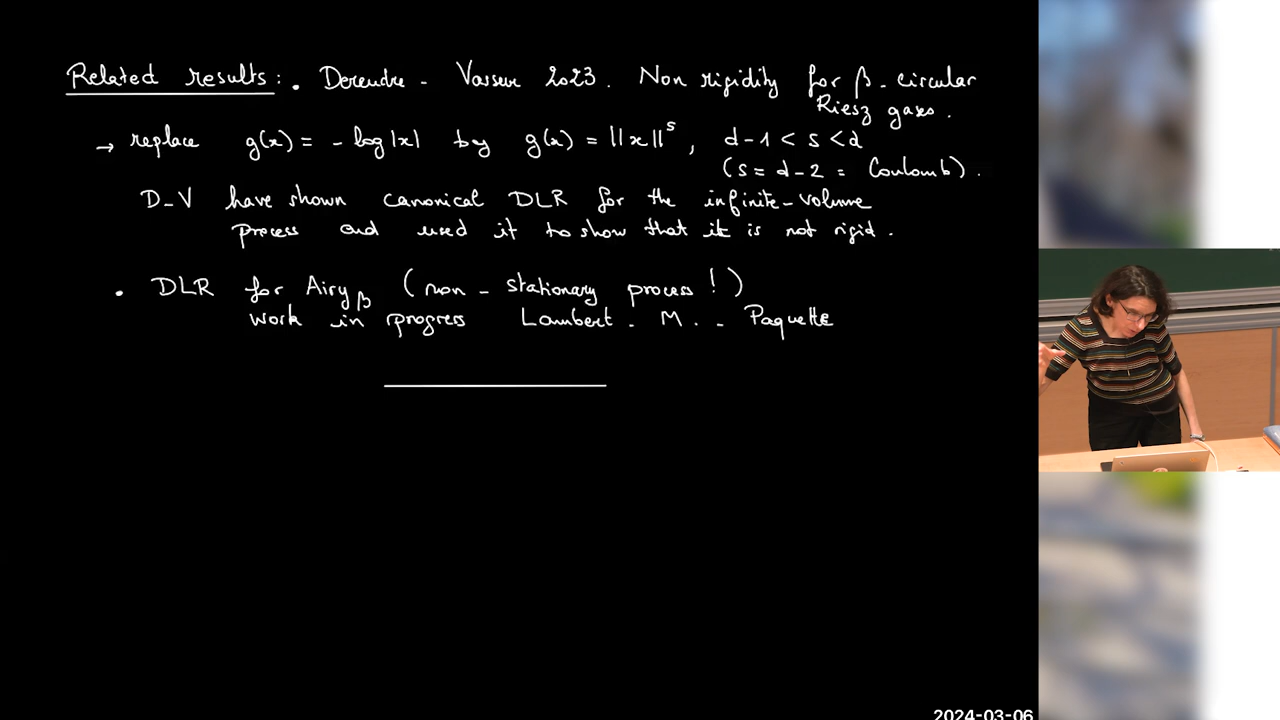 Related results: . Dereudre - Vasseur 2023. Non rigidity for β-circular
Riesz gases.
→ replace g(x) = - log|x| by g(x) = ||x||^s, d-1 < s < d
(s = d-2 = Coulomb).
D-V have shown canonical DLR for the infinite-volume
process and used it to show that it is not rigid.
. DLR for Airy_β (non-stationary process!)
Work in progress Lambert. M.. Paquette
2024-03-06